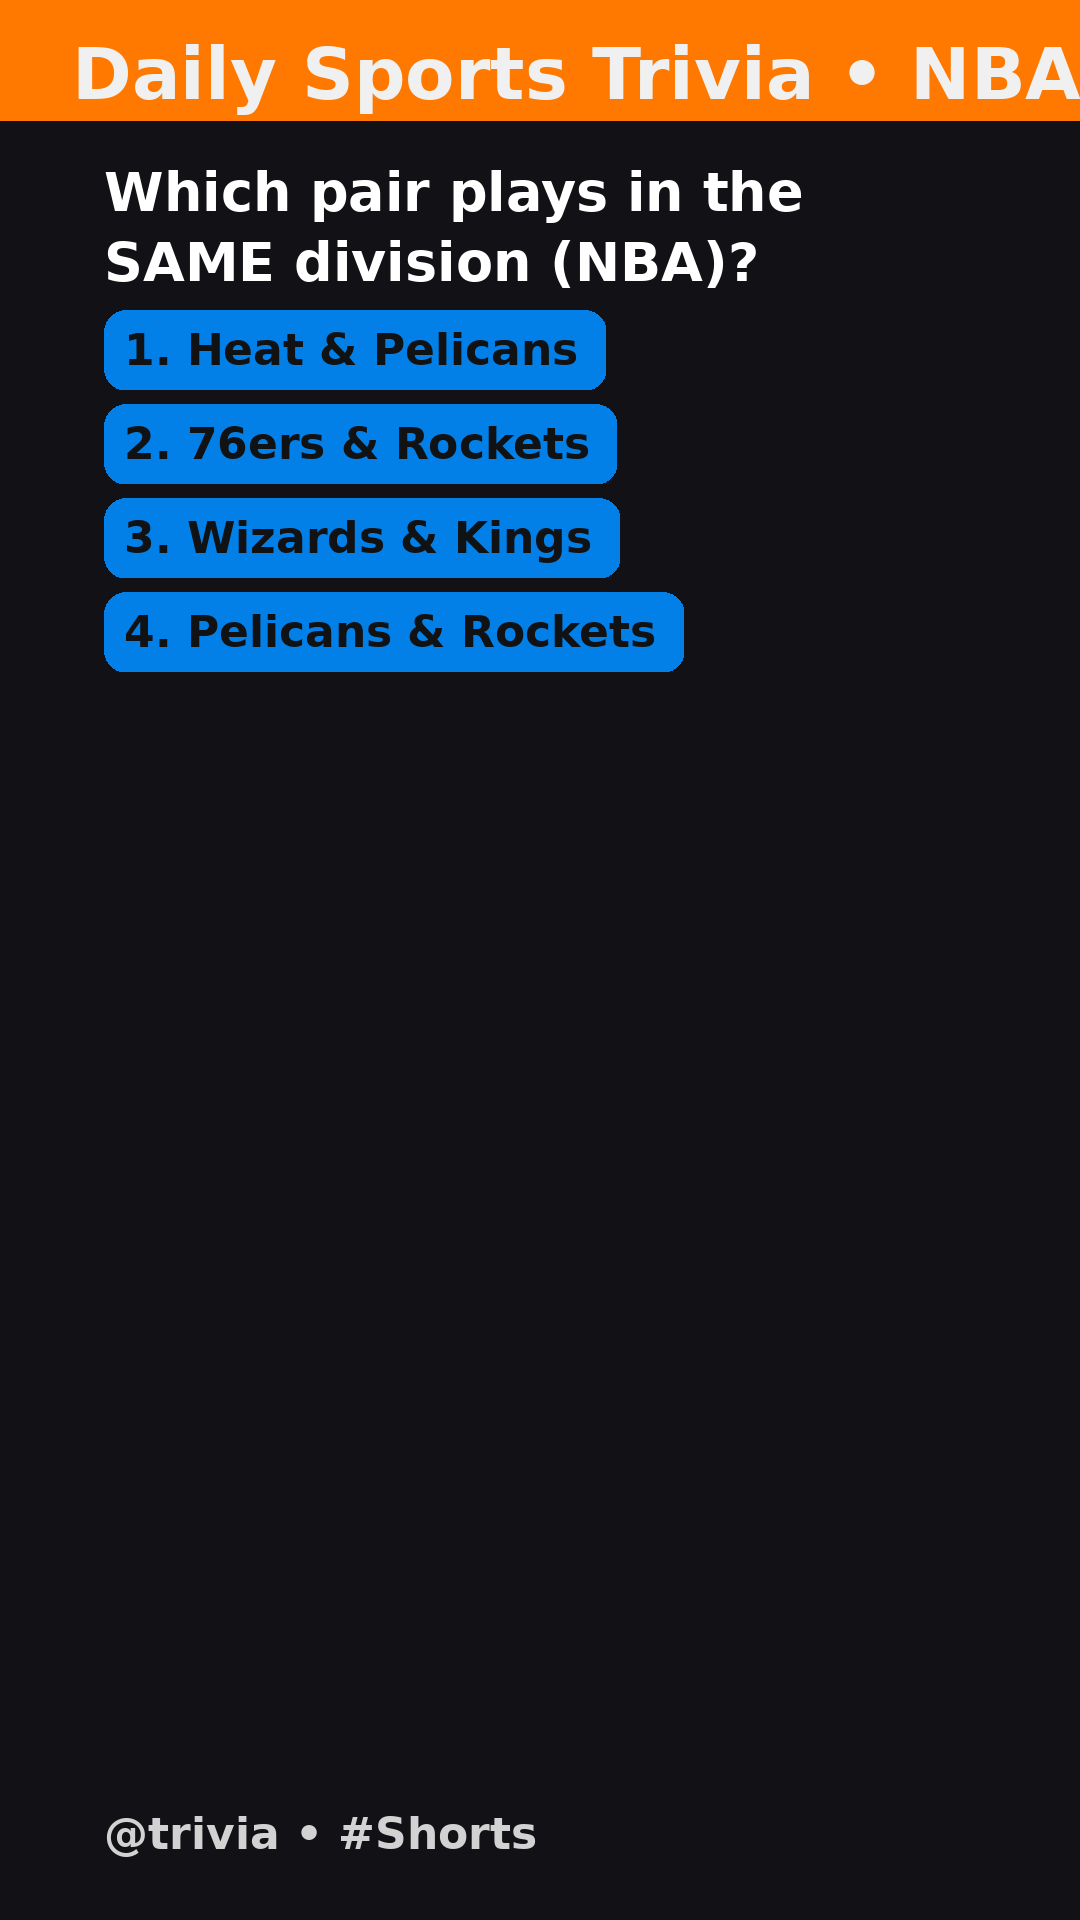 Daily Sports Trivia • NBA
Which pair plays in the
SAME division (NBA)?
1. Heat & Pelicans
2. 76ers & Rockets
3. Wizards & Kings
4. Pelicans & Rockets
@trivia • #Shorts